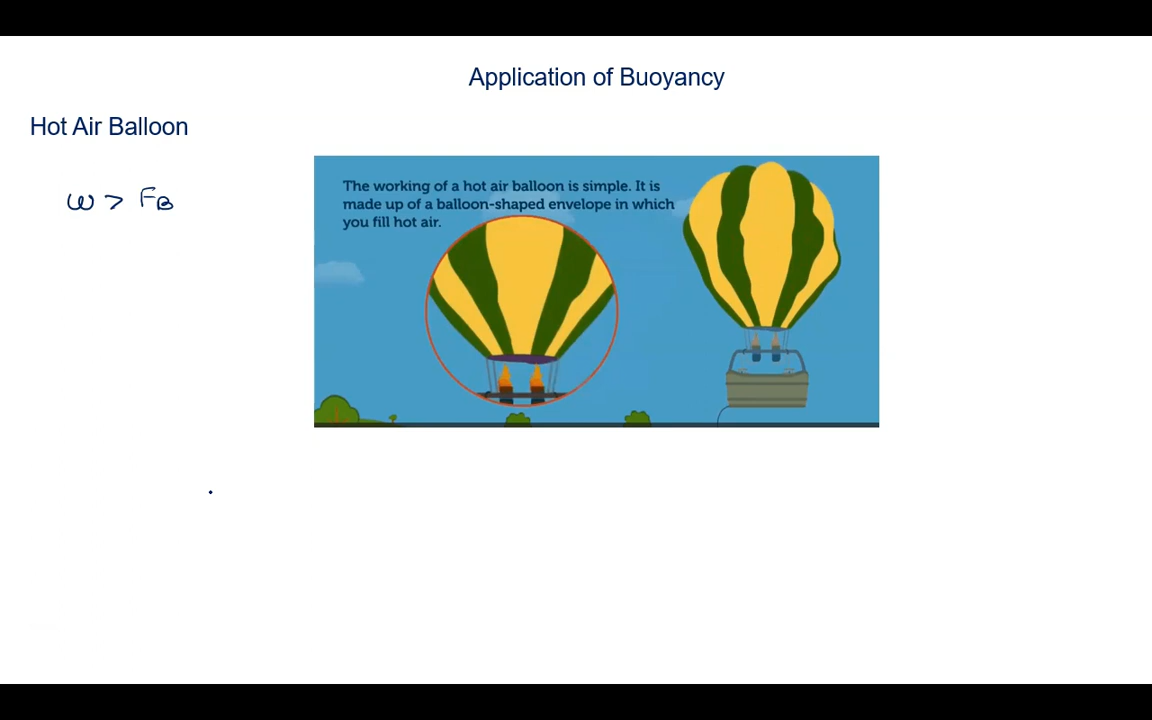 Application of Buoyancy
Hot Air Balloon
W > FB
The working of a hot air balloon is simple. It is
made up of a balloon-shaped envelope in which
you fill hot air.